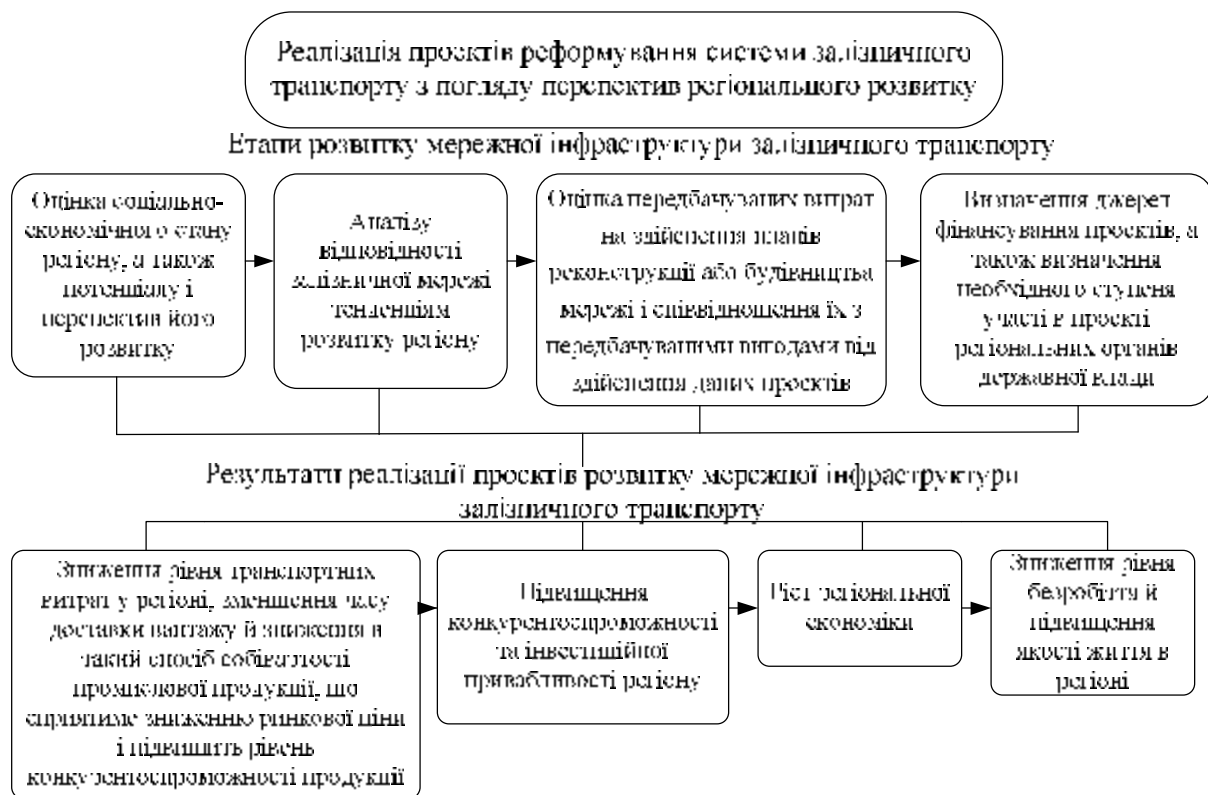 Реалізація проєктів реформування системи залізничного
транспорту з погляду перспектив регіонального розвитку
Етапи розвитку мережної інфраструктури залізничного транспорту
Оцінка соціально-
економічного стану
регіону, а також
потенціалу і
перспектив його
розвитку
Аналізу
відповідності
залізничної мережі
тенденціям
розвитку регіону
Оцінка передбачуваних витрат
на здійснення планів
реконструкції або будівництва
мережі і співвідношення їх з
передбачуваними вигодами від
здійснення даних проєктів
Визначення джерел
фінансування проєктів, а
також визначення
необхідного ступеня
участі в проєкті
регіональних органів
державної влади
Результати реалізації проєктів розвитку мережної інфраструктури
залізничного транспорту
Зниження рівня транспортних
витрат у регіоні, зменшення часу
доставки вантажу й зниження в
такий спосіб собівартості
промислової продукції, що
сприятиме зниженню ринкової ціни
і підвищить рівень
конкурентоспроможності продукції
Підвищення
конкурентоспроможності
та інвестиційної
привабливості регіону
Ріст регіональної
економіки
Зниження рівня
безробіття й
підвищення
якості життя в
регіоні